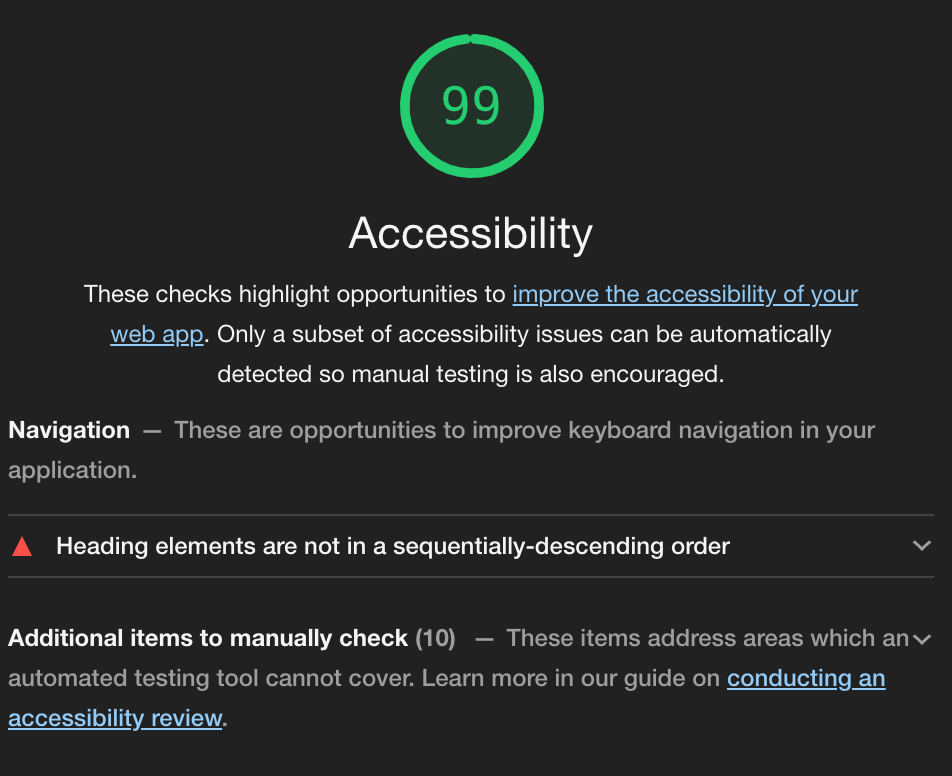 99
Accessibility
These checks highlight opportunities to improve the accessibility of your
web app. Only a subset of accessibility issues can be automatically
detected so manual testing is also encouraged.
Navigation — These are opportunities to improve keyboard navigation in your
application.
Heading elements are not in a sequentially-descending order
Additional items to manually check (10) — These items address areas which an
automated testing tool cannot cover. Learn more in our guide on conducting an
accessibility review.